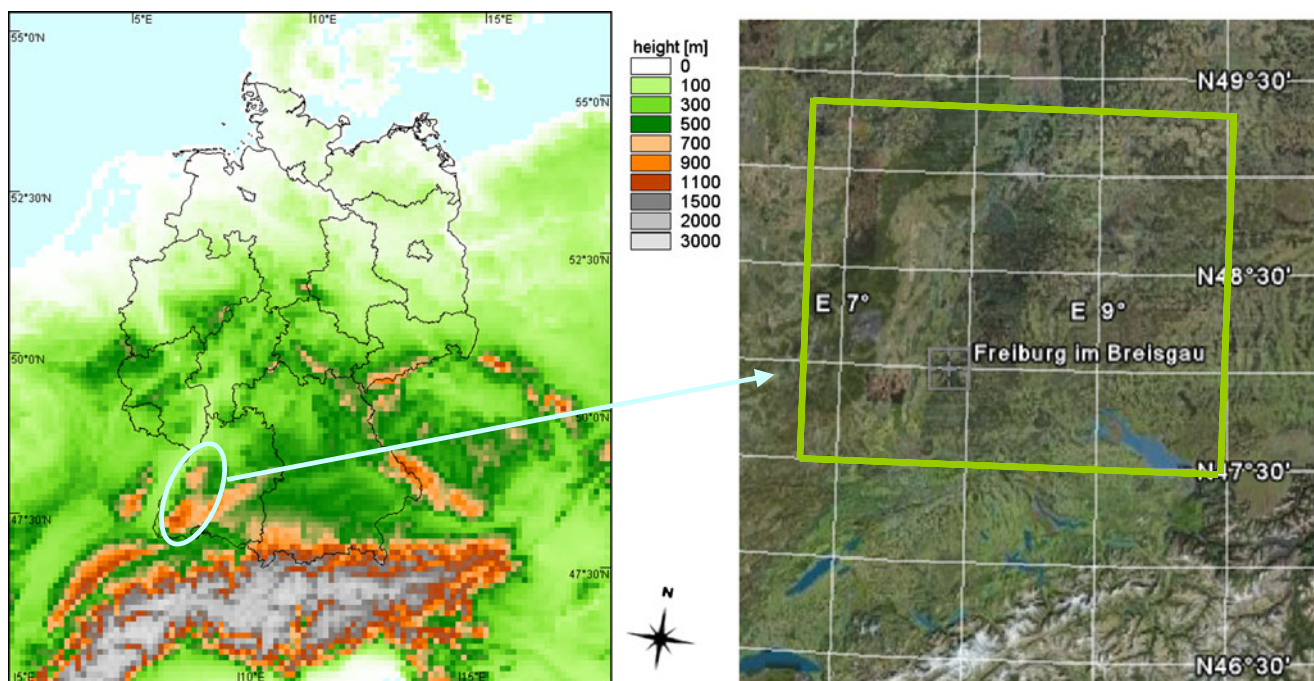 5°E
10°E
15°E
55°0'N
55°0'N
52°30'N
52°30'N
50°0'N
50°0'N
47°30'N
47°30'N
5°E
10°E
15°E
height [m]
0
100
300
500
700
900
1100
1500
2000
3000
N
N49°30'
N48°30'
E 7°
E 9°
Freiburg im Breisgau
N47°30'
N46°30'